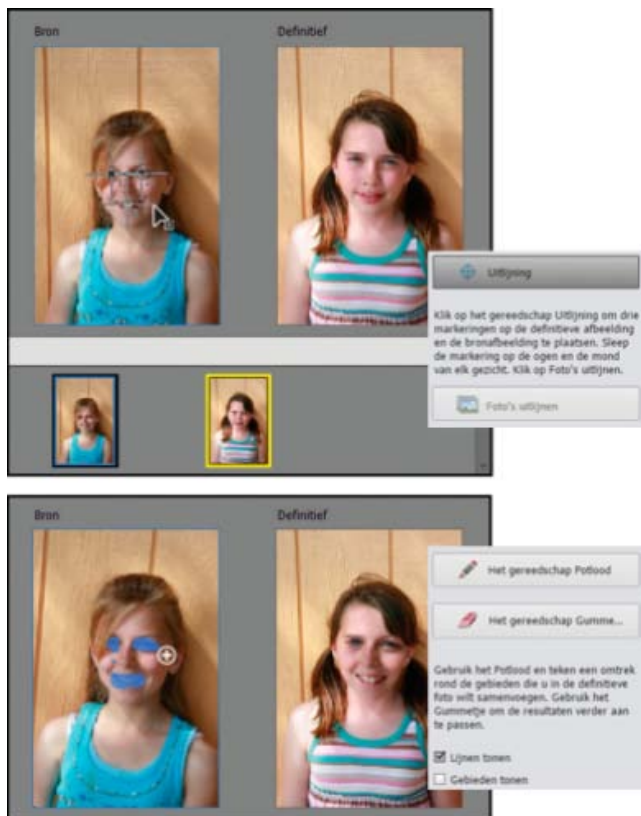 Bron Definitief
Uitlijning
Klik op het gereedschap Uitlijning om drie
markeringen op de definitieve afbeelding
en de bronafbeelding te plaatsen. Sleep
de markering op de ogen en de mond
van elk gezicht. Klik op Foto's uitlijnen.
Foto's uitlijnen
Bron Definitief
Het gereedschap Potlood
Het gereedschap Gumme...
Gebruik het Potlood en teken een omtrek
rond de gebieden die u in de definitieve
foto wilt samenvoegen. Gebruik het
Gummetje om de resultaten verder aan
te passen.
Lijnen tonen
Gebieden tonen